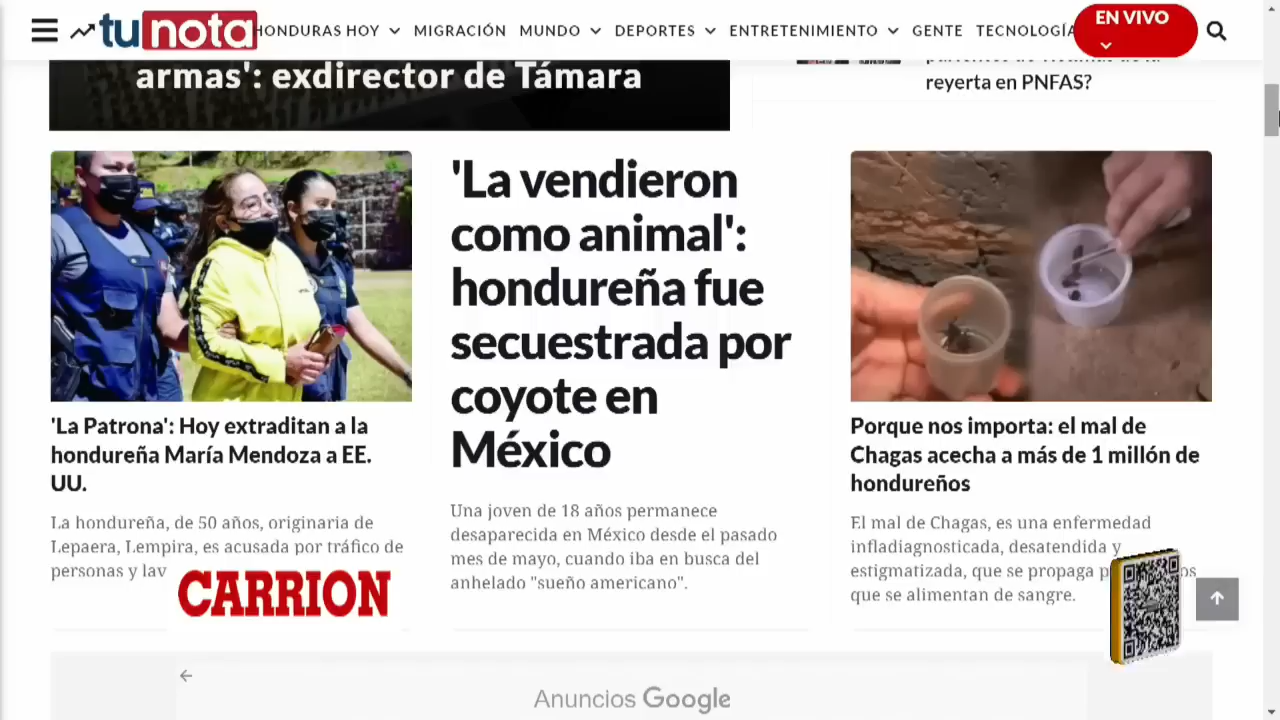 tunota
HONDURAS HOY
MIGRACIÓN
MUNDO
DEPORTES
ENTRETENIMIENTO
GENTE
TECNOLOGÍA
EN VIVO
armas': exdirector de Támara
reyerta en PNFAS?
'La Patrona': Hoy extraditan a la
hondureña María Mendoza a EE.
UU.
La hondureña, de 50 años, originaria de
Lepaera, Lempira, es acusada por tráfico de
personas y lav
CARRION
'La vendieron
como animal':
hondureña fue
secuestrada por
coyote en
México
Una joven de 18 años permanece
desaparecida en México desde el pasado
mes de mayo, cuando iba en busca del
anhelado "sueño americano".
Porque nos importa: el mal de
Chagas acecha a más de 1 millón de
hondureños
El mal de Chagas, es una enfermedad
infladiagnosticada, desatendida y
estigmatizada, que se propaga
que se alimentan de sangre.
Anuncios Google